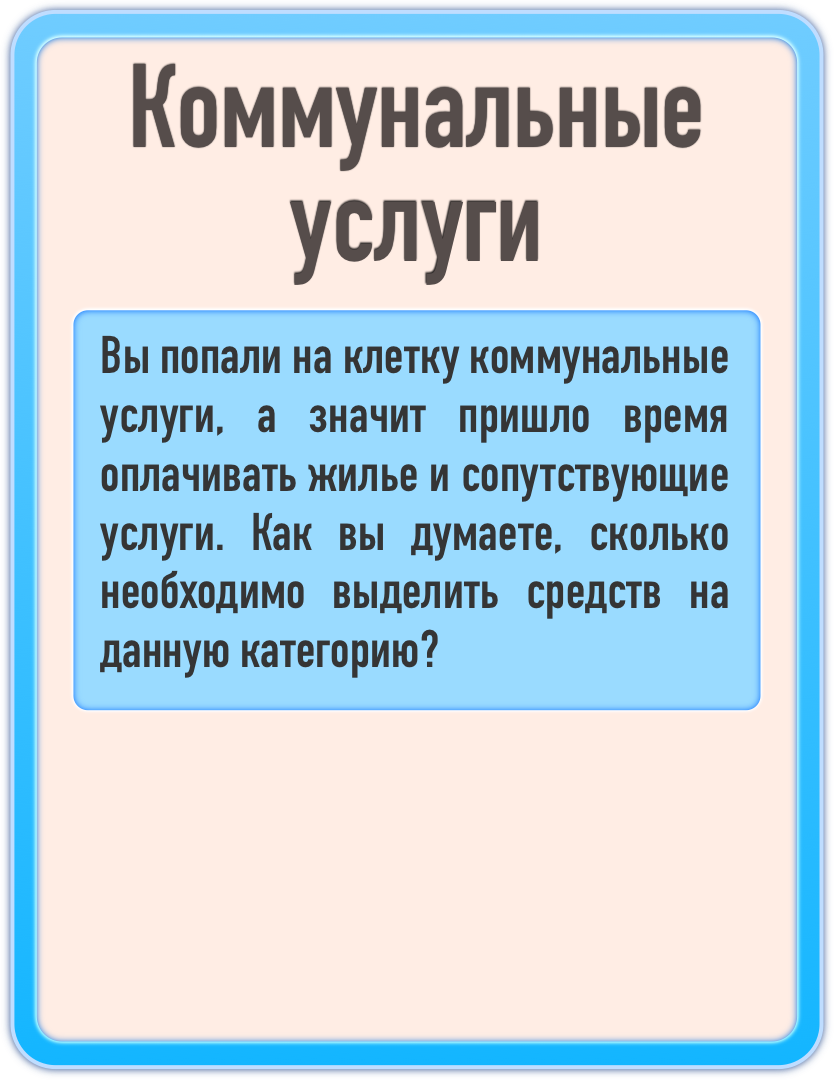 Коммунальные
услуги
Вы попали на клетку коммунальные
услуги, а значит пришло время
оплачивать жилье и сопутствующие
услуги. Как вы думаете, сколько
необходимо выделить средств на
данную категорию?